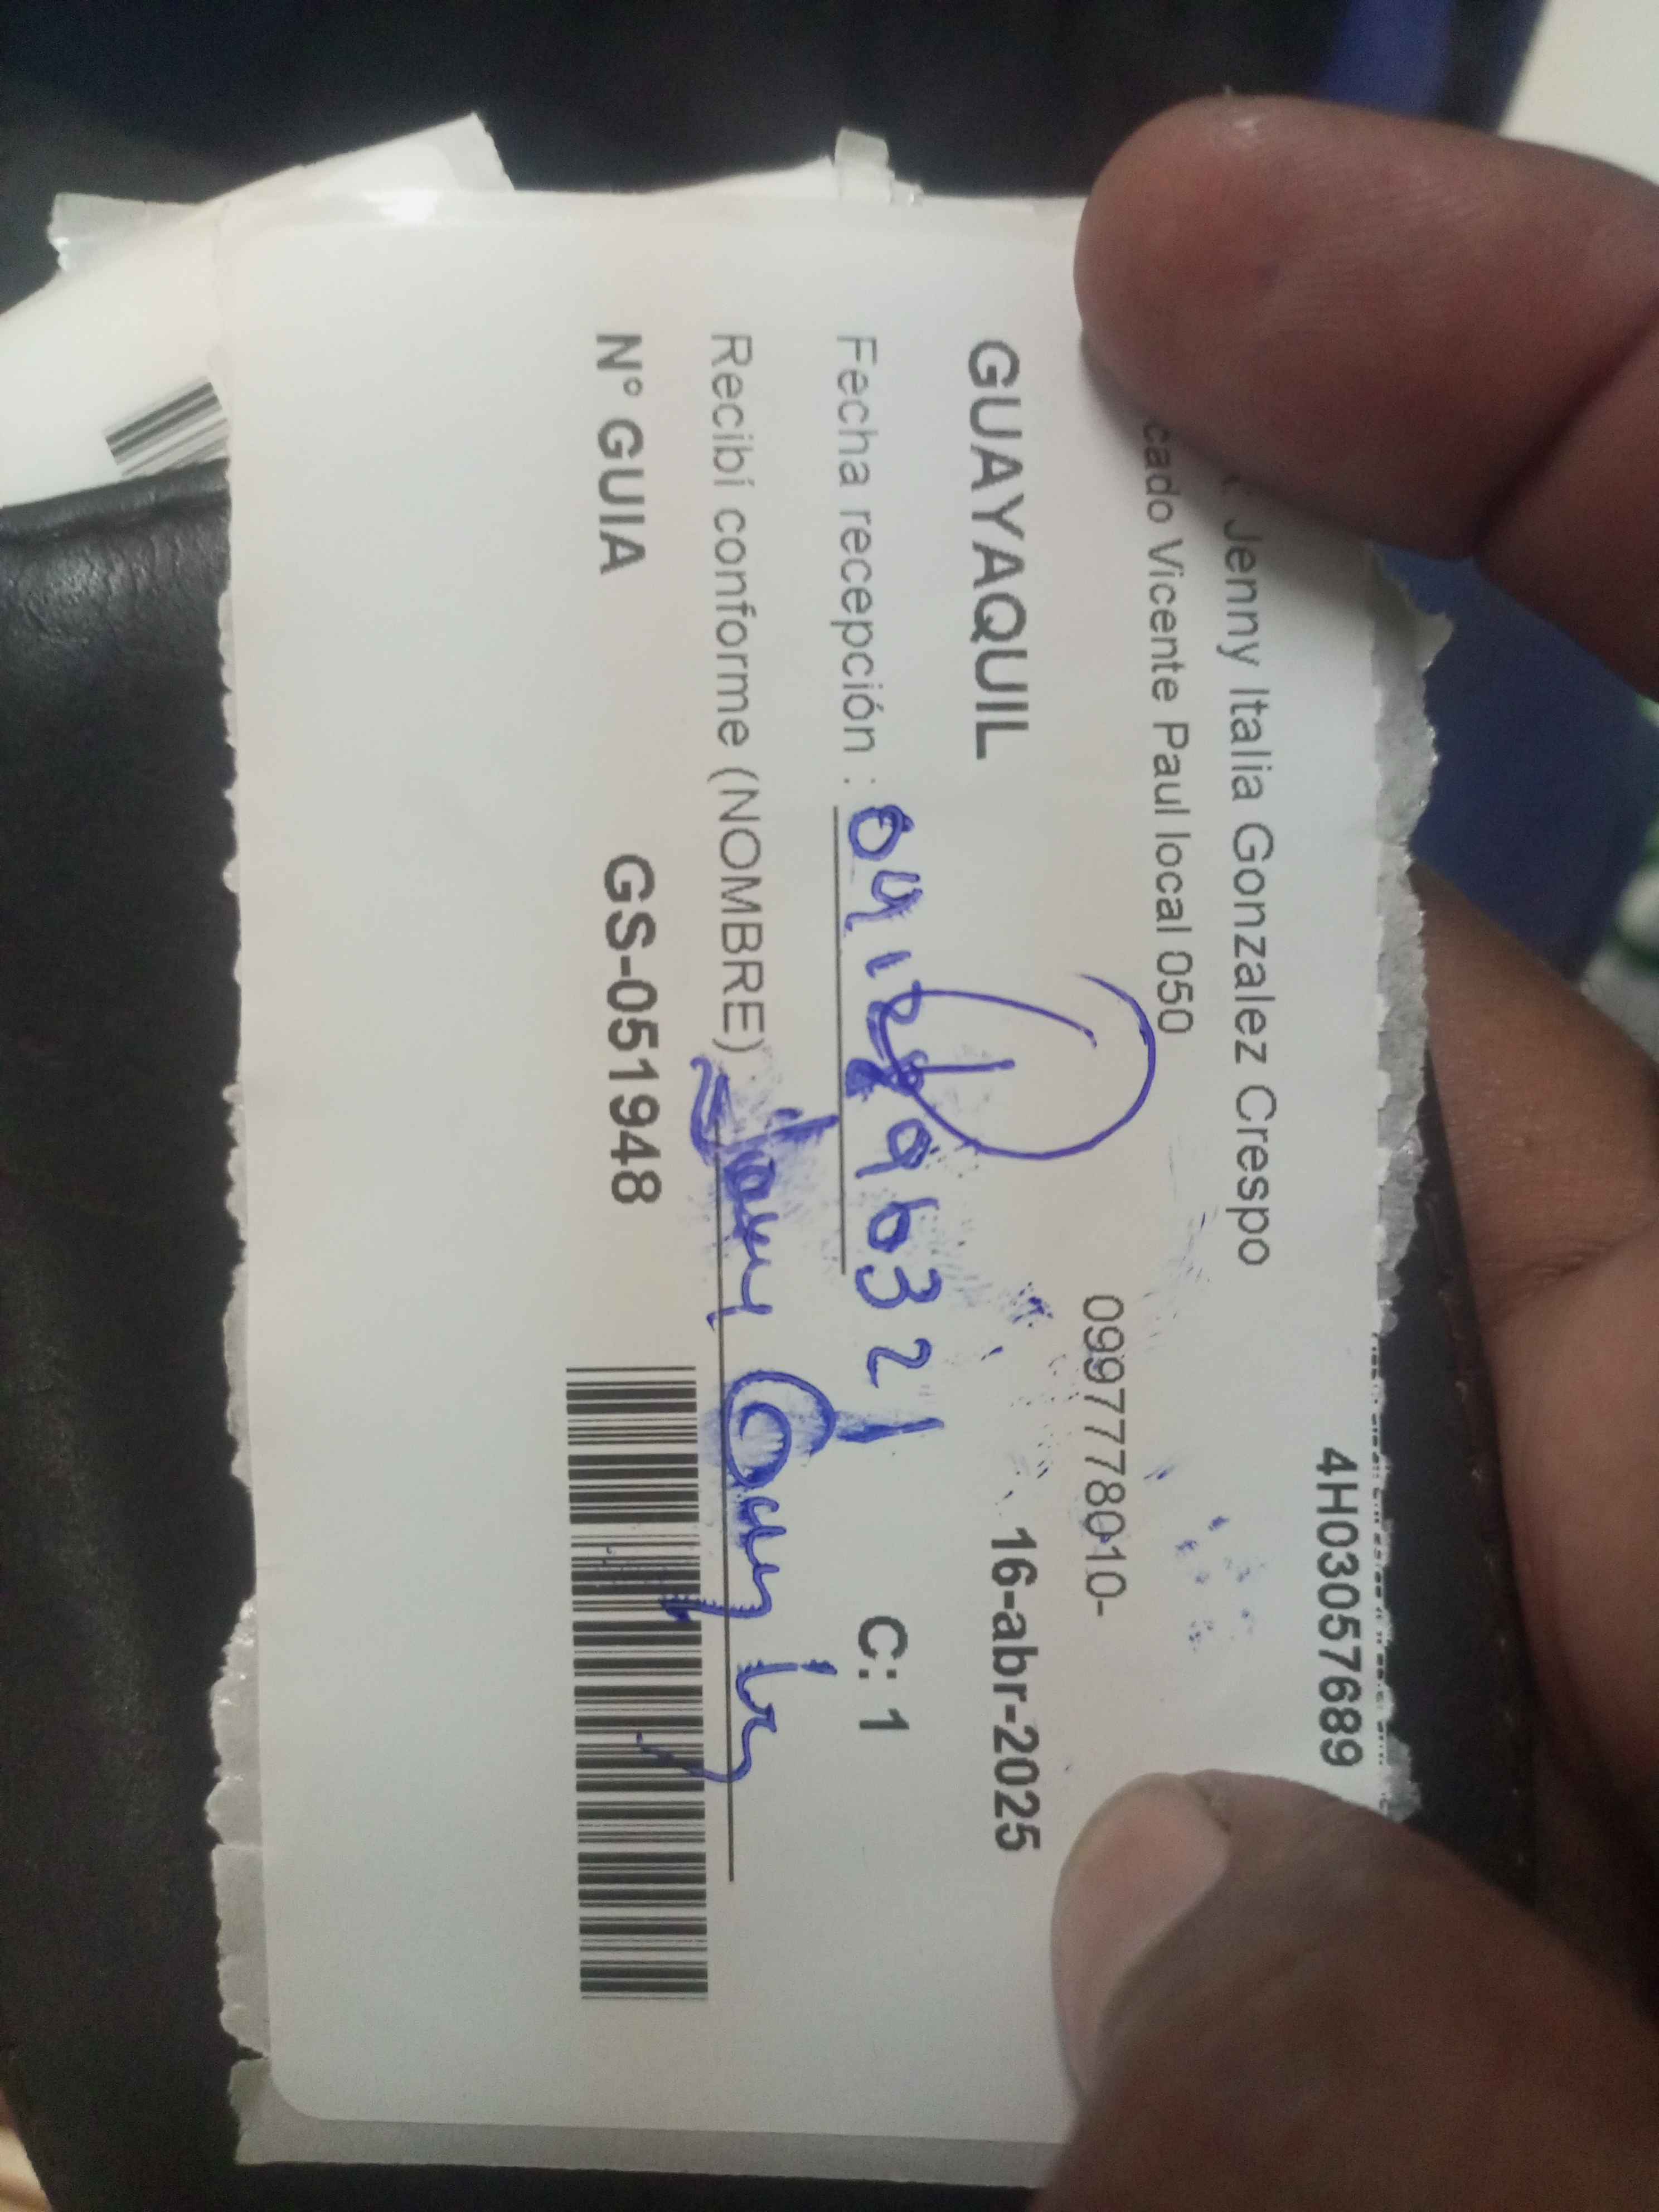 4H03057689
: Jenny Italia Gonzalez Crespo
cado Vicente Paul local 050
0997778010-
GUAYAQUIL 16-abr-2025
Fecha recepción : C: 1
Recibí conforme (NOMBRE)
N° GUIA GS-051948